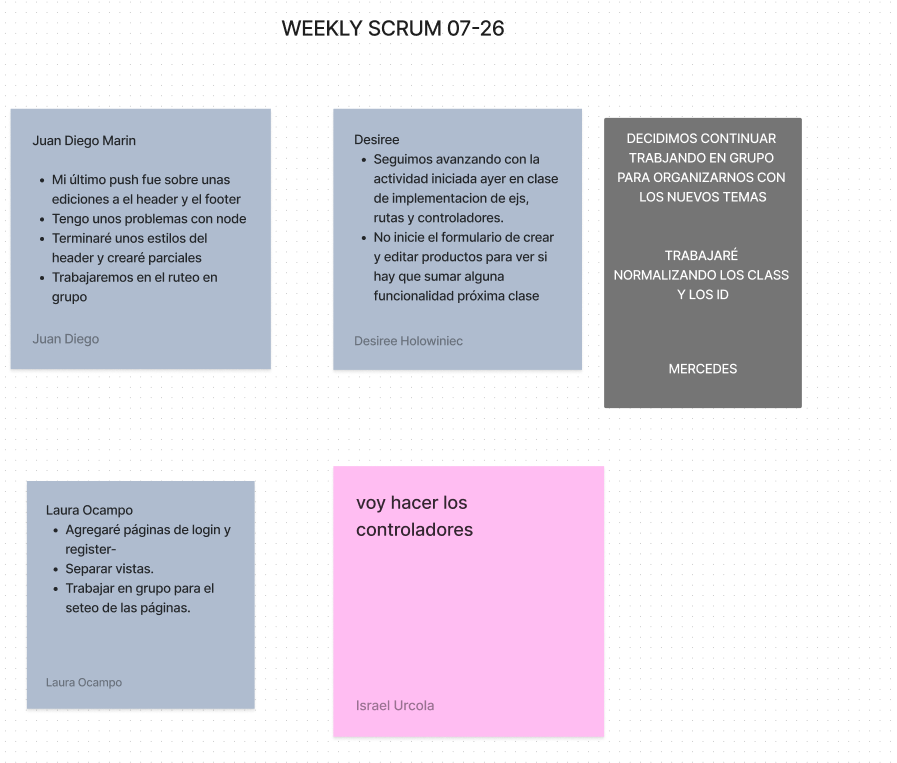 WEEKLY SCRUM 07-26
Juan Diego Marin
• Mi último push fue sobre unas
ediciones a el header y el footer
• Tengo unos problemas con node
• Terminaré unos estilos del
header y crearé parciales
• Trabajaremos en el ruteo en
grupo
Juan Diego
Desiree
• Seguimos avanzando con la
actividad iniciada ayer en clase
de implementacion de ejs,
rutas y controladores.
• No inicie el formulario de crear
y editar productos para ver si
hay que sumar alguna
funcionalidad próxima clase
Desiree Holowiniec
DECIDIMOS CONTINUAR
TRABJANDO EN GRUPO
PARA ORGANIZARNOS CON
LOS NUEVOS TEMAS
TRABAJARÉ
NORMALIZANDO LOS CLASS
Y LOS ID
MERCEDES
Laura Ocampo
• Agregaré páginas de login y
register-
• Separar vistas.
• Trabajar en grupo para el
seteo de las páginas.
Laura Ocampo
voy hacer los
controladores
Israel Urcola